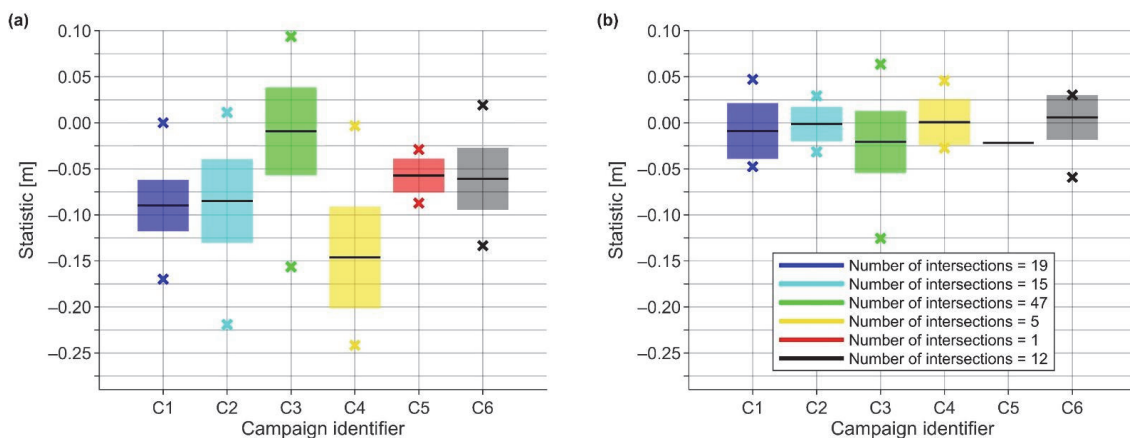 (a)
0.10
0.05
0.00
–0.05
–0.10
–0.15
–0.20
–0.25
Statistic [m]
C1 C2 C3 C4 C5 C6
Campaign identifier
(b)
0.10
0.05
0.00
–0.05
–0.10
–0.15
–0.20
–0.25
Statistic [m]
Number of intersections = 19
Number of intersections = 15
Number of intersections = 47
Number of intersections = 5
Number of intersections = 1
Number of intersections = 12
C1 C2 C3 C4 C5 C6
Campaign identifier